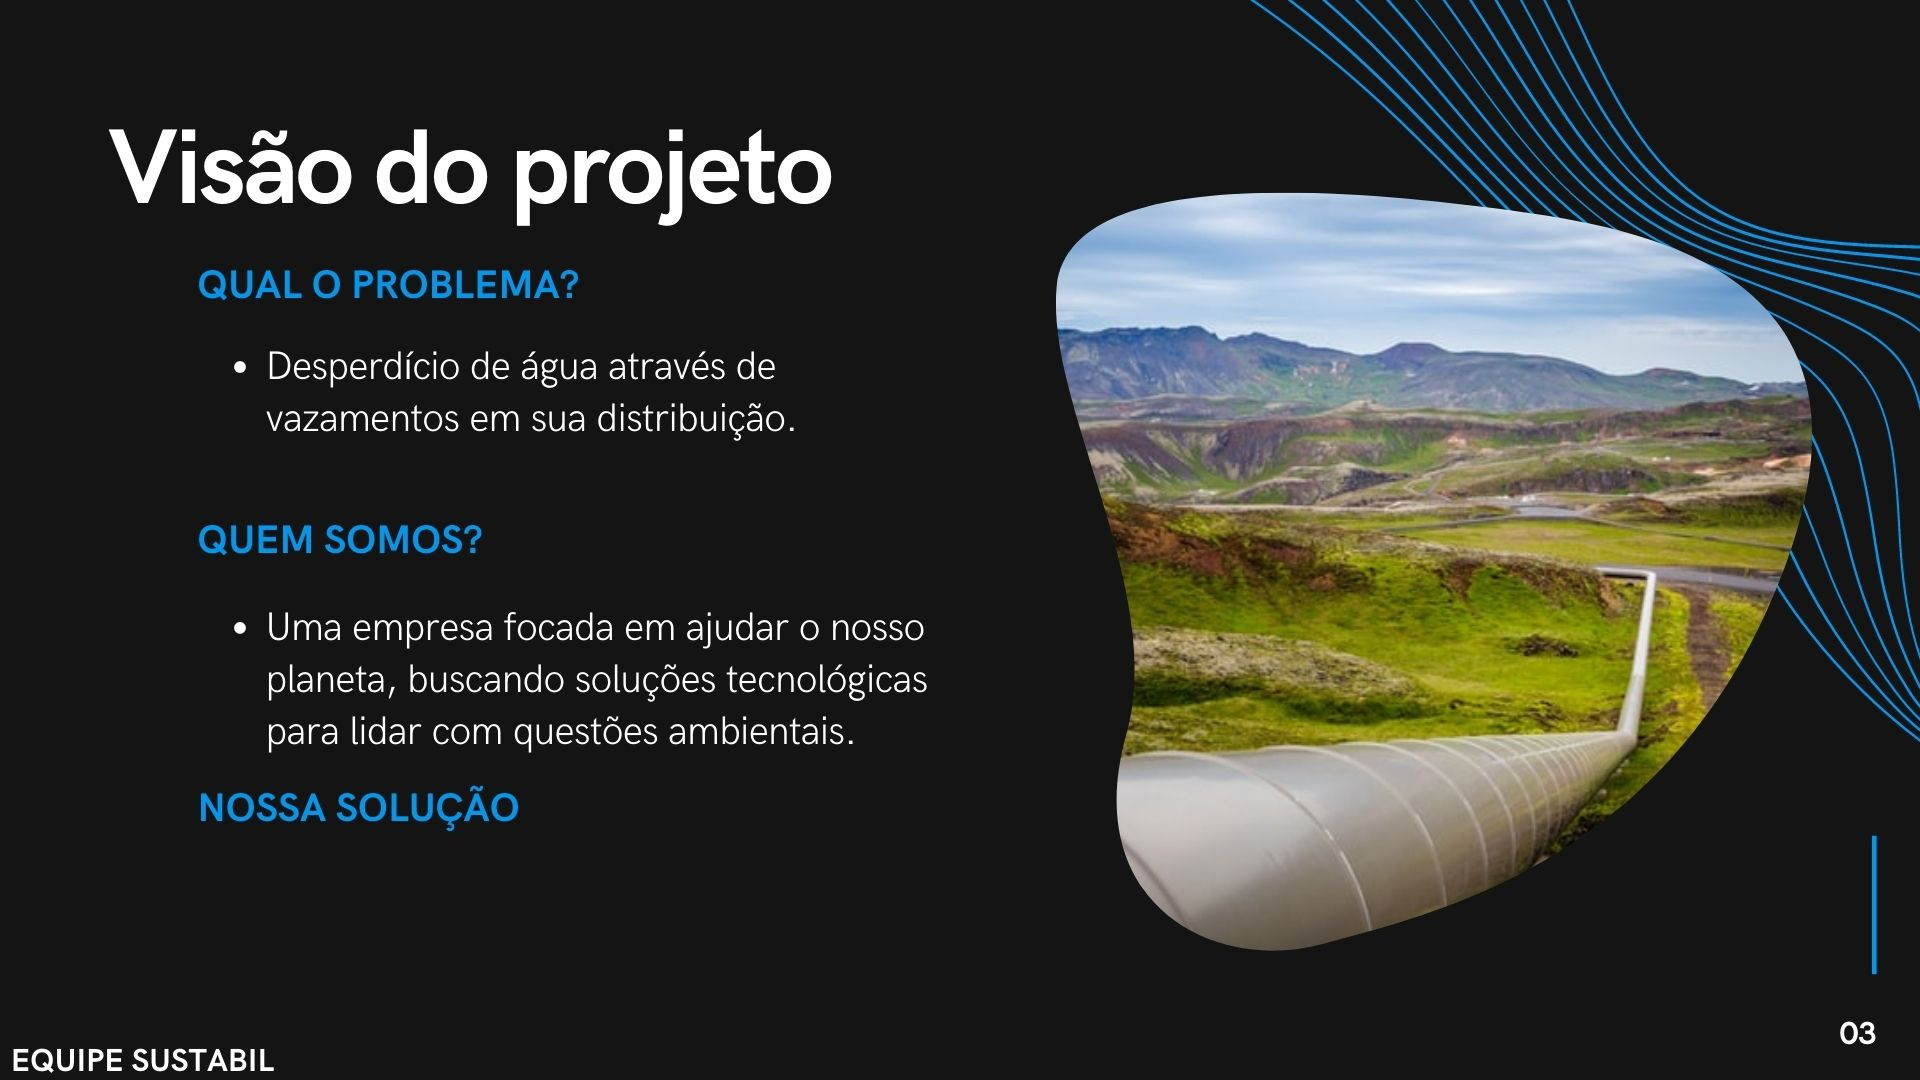 Visão do projeto
QUAL O PROBLEMA?
• Desperdício de água através de
vazamentos em sua distribuição.
QUEM SOMOS?
• Uma empresa focada em ajudar o nosso
planeta, buscando soluções tecnológicas
para lidar com questões ambientais.
NOSSA SOLUÇÃO
03
EQUIPE SUSTABIL